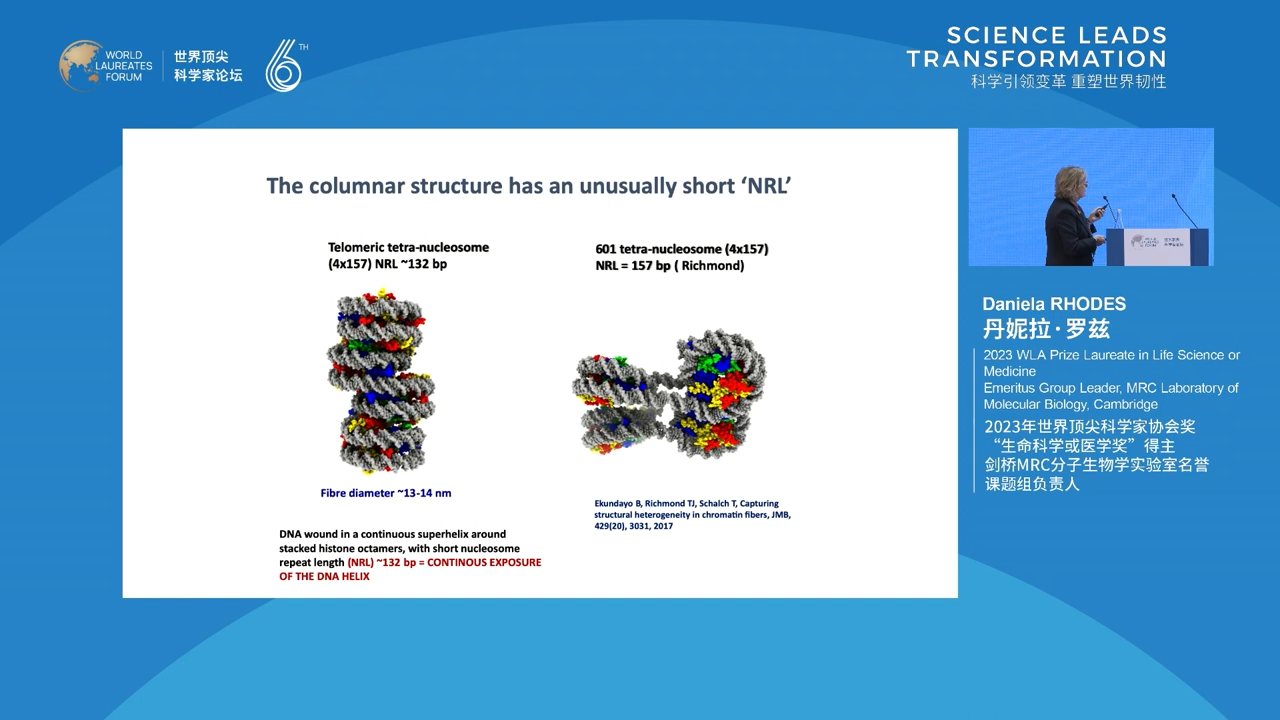 WORLD
LAUREATES
FORUM
世界顶尖
科学家论坛
6TH
SCIENCE LEADS
TRANSFORMATION
科学引领变革 重塑世界韧性
The columnar structure has an unusually short ‘NRL’
Telomeric tetra-nucleosome
(4x157) NRL ~132 bp
601 tetra-nucleosome (4x157)
NRL = 157 bp ( Richmond)
Fibre diameter ~13-14 nm
Ekundayo B, Richmond TJ, Schalch T, Capturing
structural heterogeneity in chromatin fibers, JMB,
429(20), 3031, 2017
DNA wound in a continuous superhelix around
stacked histone octamers, with short nucleosome
repeat length (NRL) ~132 bp = CONTINOUS EXPOSURE
OF THE DNA HELIX
Daniela RHODES
丹妮拉·罗兹
2023 WLA Prize Laureate in Life Science or
Medicine
Emeritus Group Leader, MRC Laboratory of
Molecular Biology, Cambridge
2023年世界顶尖科学家协会奖
“生命科学或医学奖”得主
剑桥MRC分子生物学实验室名誉
课题组负责人